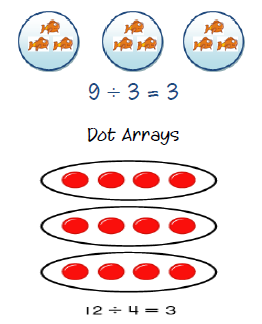 9 ÷ 3 = 3
Dot Arrays
12 ÷ 4 = 3